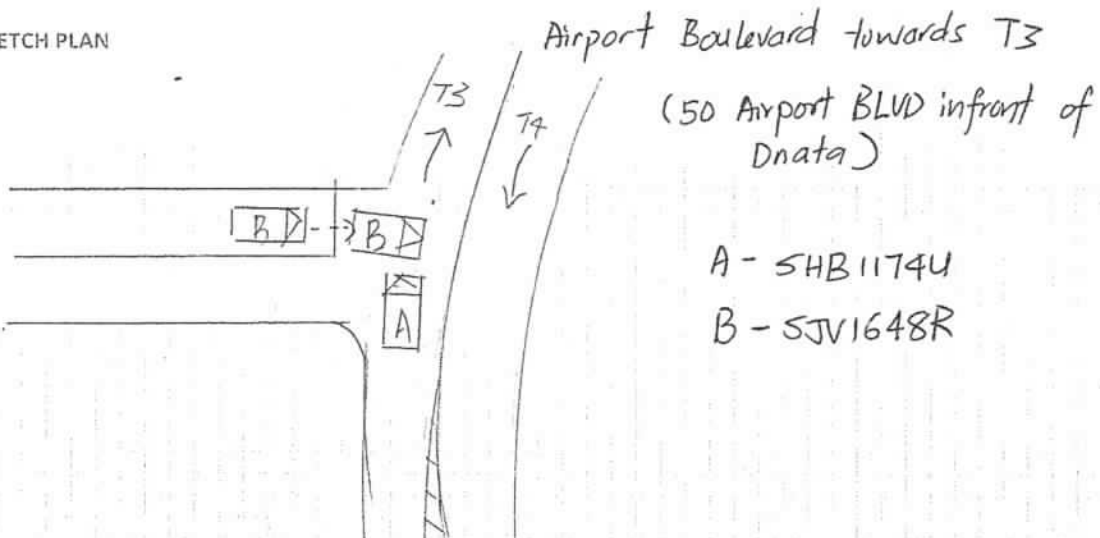 ETCH PLAN
Airport Boulevard towards T3
(50 Airport BLVD infront of
Dnata)
T3
T4
B
B
A
A - SHB1174U
B - SJV1648R